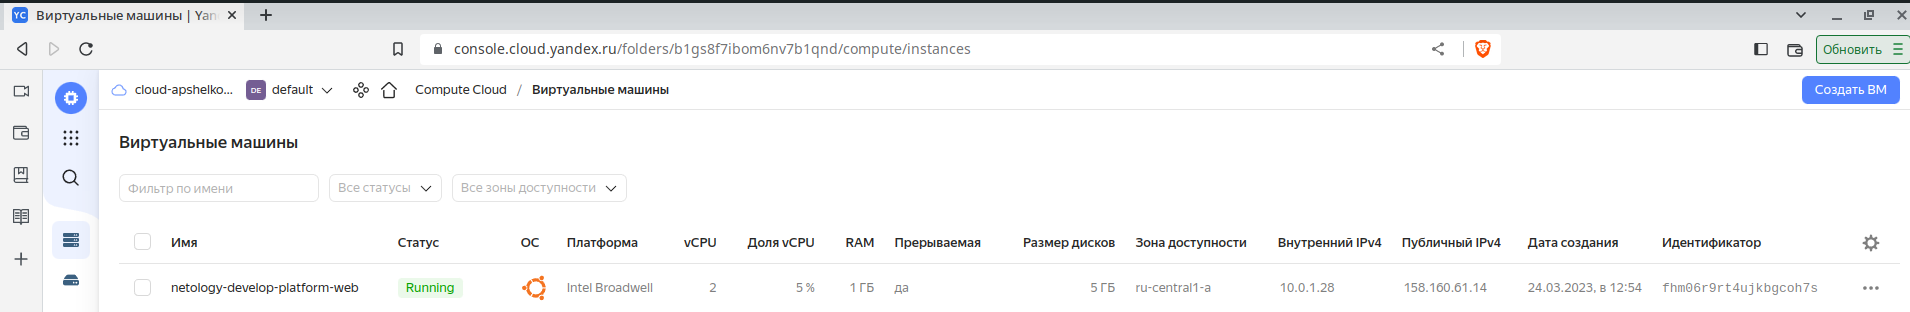 YC Виртуальные машины | Yan
console.cloud.yandex.ru/folders/b1gs8f7ibom6nv7b1qnd/compute/instances
Обновить
cloud-apshelko... DE default Compute Cloud / Виртуальные машины Создать ВМ
Виртуальные машины
Фильтр по имени Все статусы Все зоны доступности
Имя Статус ОС Платформа vCPU Доля vCPU RAM Прерываемая Размер дисков Зона доступности Внутренний IPv4 Публичный IPv4 Дата создания Идентификатор
netology-develop-platform-web Running Intel Broadwell 2 5 % 1 ГБ да 5 ГБ ru-central1-a 10.0.1.28 158.160.61.14 24.03.2023, в 12:54 fhm06r9rt4ujkbgcoh7s